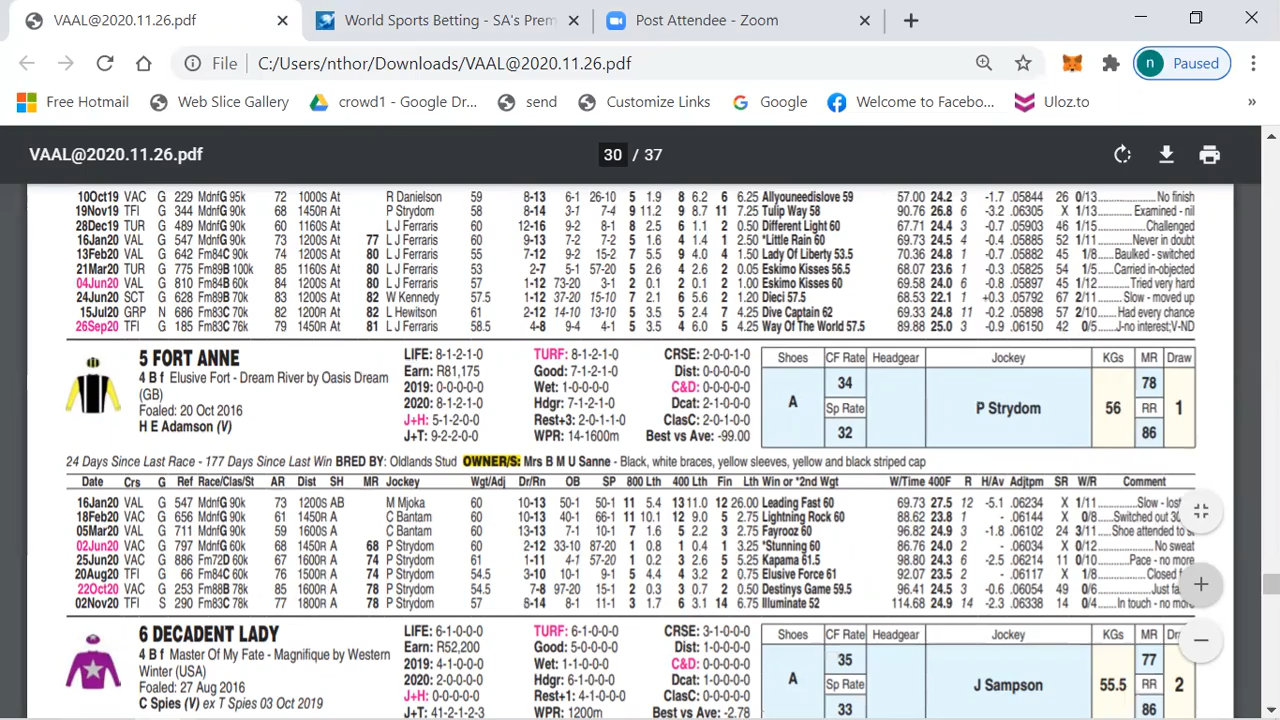 VAAL@2020.11.26.pdf
World Sports Betting - SA's Prem
Post Attendee - Zoom
File C:/Users/nthor/Downloads/VAAL@2020.11.26.pdf
n Paused
Free Hotmail Web Slice Gallery crowd1 - Google Dr... send Customize Links Google Welcome to Facebo... Uloz.to »
VAAL@2020.11.26.pdf 30 / 37
10Oct19 VAC G 229 MdnfG 90k 72 1000S At R Danielson 59 8-13 6-1 26-10 5 1.9 8 6.2 6 6.25 Allyouneedislove 59 57.00 24.2 3 -1.7 .05844 26 0/13 ..........No finish
19Nov19 TFI G 344 MdnfG 90k 68 1450R At P Strydom 58 8-14 3-1 7-4 9 11.2 9 8.7 11 7.25 Tulip Way 58 90.76 26.8 6 -3.2 .06305 X 1/13 ....Examined - nil
28Dec19 TUR G 489 MdnfG 90k 60 1160S At L J Ferraris 60 12-16 9-2 8-1 8 2.5 6 1.1 2 0.50 Different Light 60 67.71 24.4 3 -0.7 .05903 46 1/15 ........Challenged
16Jan20 VAL G 547 MdnfG 90k 73 1200S At 77 L J Ferraris 60 9-13 7-2 7-2 5 1.6 4 1.4 1 0.50 *Little Rain 60 69.73 24.5 4 -0.4 .05885 52 1/11 ....Never in doubt
13Feb20 VAL G 642 Fm84C 90k 74 1200S At 80 L J Ferraris 55 7-12 9-2 15-2 7 5.5 9 4.0 4 1.50 Lady Of Liberty 53.5 70.36 24.8 1 -0.7 .05882 45 1/8 ..Baulked - switched
21Mar20 TUR G 775 Fm89B 100k 85 1160S At 80 L J Ferraris 53 2-7 5-1 57-20 5 2.6 4 2.6 2 0.05 Eskimo Kisses 56.5 68.07 23.6 1 -0.3 .05825 54 1/5 ..Carried in-objected
04Jun20 VAL G 810 Fm84B 70k 84 1200S At 80 L J Ferraris 57 1-12 73-20 3-1 2 0.1 2 0.1 2 1.00 Eskimo Kisses 60 69.58 24.0 6 -0.8 .05897 45 1/12 ......Tried very hard
24Jun20 SCT G 628 Fm89B 70k 83 1200S At 82 W Kennedy 57.5 1-12 37-20 15-10 7 2.1 6 5.6 2 1.20 Dieci 57.5 68.53 22.1 1 +0.3 .05792 67 2/11 ....Slow - moved up
15Jul20 GRP N 686 Fm83C 70k 82 1200R At 82 L Hewitson 61 2-12 14-10 13-10 5 3.5 5 2.4 7 4.25 Dive Captain 62 69.33 24.8 11 -0.2 .05902 57 2/10 ..Had every chance
26Sep20 TFI G 185 Fm83C 76k 79 1450R At 81 L J Ferraris 58.5 4-8 9-4 4-1 5 3.5 4 6.0 5 4.25 Way Of The World 57.5 89.88 25.0 3 -0.9 .06150 42 0/5 ....J-no interest;V-ND
5 FORT ANNE
4 B f Elusive Fort - Dream River by Oasis Dream
(GB)
Foaled: 20 Oct 2016
H E Adamson (V)
LIFE: 8-1-2-1-0 TURF: 8-1-2-1-0 CRSE: 2-0-0-1-0
Earn: R81,175 Good: 7-1-2-1-0 Dist: 0-0-0-0-0
2019: 0-0-0-0-0 Wet: 1-0-0-0-0 C&D: 0-0-0-0-0
2020: 8-1-2-1-0 Hdgr: 7-1-2-1-0 Dcat: 2-1-0-0-0
J+H: 5-1-2-0-0 Rest+3: 2-0-1-1-0 ClasC: 2-0-1-0-0
J+T: 9-2-2-0-0 WPR: 14-1600m Best vs Ave: -99.00
Shoes CF Rate Headgear Jockey KGs MR Draw
A 34 Sp Rate 32 P Strydom 56 78 RR 86 1
24 Days Since Last Race - 177 Days Since Last Win BRED BY: Oldlands Stud OWNER/S: Mrs B M U Sanne - Black, white braces, yellow sleeves, yellow and black striped cap
Date Crs G Ref Race/Clas/St AR Dist SH MR Jockey Wgt/Adj Dr/Rn OB SP 800 Lth 400 Lth Fin Lth Win or *2nd Wgt W/Time 400F R H/Av Adjtpm SR W/R Comment
16Jan20 VAL G 547 MdnfG 90k 73 1200S AB M Mjoka 60 10-13 50-1 50-1 11 5.4 13 11.0 12 26.00 Leading Fast 60 69.73 27.5 12 -5.1 .06234 X 1/11 ..........Slow - lost
18Feb20 VAC G 656 MdnfG 90k 61 1450R A C Bantam 60 10-13 40-1 66-1 11 10.1 12 9.0 5 2.75 Lightning Rock 60 88.62 23.8 1 - .06144 X 0/8 ....Switched out 30
05Mar20 VAC G 711 MdnfG 90k 59 1600R A C Bantam 60 13-13 7-1 10-1 7 1.6 5 2.2 3 2.75 Fayrooz 60 96.82 24.9 3 -1.8 .06088 24 3/11 ..Shoe attended to
02Jun20 VAC G 797 MdnfG 60k 68 1450R A 68 P Strydom 60 2-12 33-10 87-20 1 0.8 1 0.4 1 3.25 *Stunning 60 86.76 24.0 2 - .06034 X 0/12 ..........No sweat
25Jun20 VAC G 886 Fm72D 60k 67 1600R A 74 P Strydom 60 1-11 4-1 57-20 1 0.2 3 2.6 5 2.75 Kapama 61.5 98.80 24.3 6 -2.5 .06214 11 0/10 ....Pace - no more
20Aug20 TFI G 61 Fm84C 78k 76 1500R A 74 P Strydom 54.5 3-10 10-1 9-1 5 4.4 4 3.2 2 0.75 Elusive Force 61 92.07 23.5 2 - .06117 X 1/8 ..........Closed
22Oct20 VAC G 253 Fm88C 78k 85 1600R A 78 P Strydom 54.5 7-8 97-20 15-1 2 0.3 3 0.7 2 0.50 Destinys Game 59.5 96.41 24.5 3 -0.6 .06054 49 0/6 ..........Just
02Nov20 TFI S 290 Fm83C 72k 77 1800R A 78 P Strydom 57 8-14 8-1 11-1 3 1.7 6 3.1 14 6.75 Illuminate 52 114.68 24.9 14 -2.3 .06338 14 0/4 ....In touch - no more
6 DECADENT LADY
4 B f Master Of My Fate - Magnifique by Western
Winter (USA)
Foaled: 27 Aug 2016
C Spies (V) ex T Spies 03 Oct 2019
LIFE: 6-1-0-0-0 TURF: 6-1-0-0-0 CRSE: 3-1-0-0-0
Earn: R52,200 Good: 5-0-0-0-0 Dist: 1-0-0-0-0
2019: 4-1-0-0-0 Wet: 1-1-0-0-0 C&D: 0-0-0-0-0
2020: 2-0-0-0-0 Hdgr: 6-1-0-0-0 Dcat: 1-0-0-0-0
J+H: 0-0-0-0-0 Rest+1: 4-1-0-0-0 ClasC: 0-0-0-0-0
J+T: 41-2-1-2-3 WPR: 1200m Best vs Ave: -2.78
Shoes CF Rate Headgear Jockey KGs MR
A 35 Sp Rate 33 J Sampson 55.5 77 RR 86 2